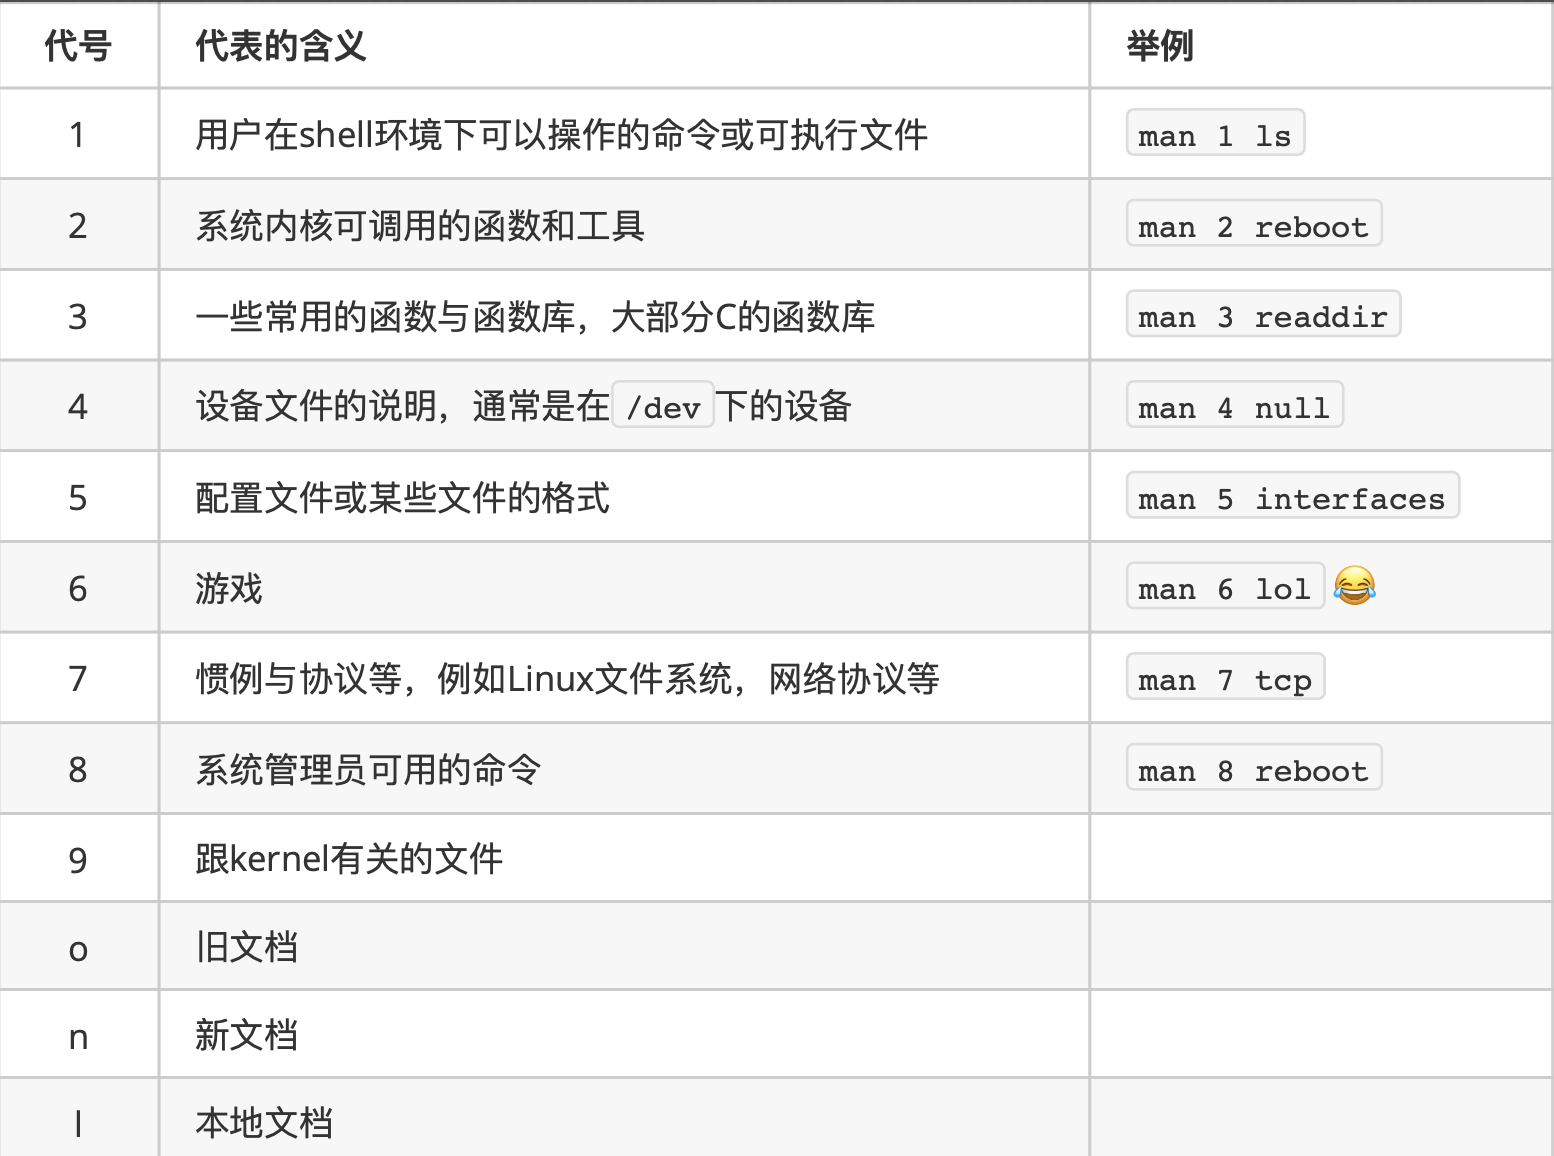 代号 代表的含义 举例
1 用户在shell环境下可以操作的命令或可执行文件 man 1 ls
2 系统内核可调用的函数和工具 man 2 reboot
3 一些常用的函数与函数库，大部分C的函数库 man 3 readdir
4 设备文件的说明，通常是在/dev下的设备 man 4 null
5 配置文件或某些文件的格式 man 5 interfaces
6 游戏 man 6 lol😂
7 惯例与协议等，例如Linux文件系统，网络协议等 man 7 tcp
8 系统管理员可用的命令 man 8 reboot
9 跟kernel有关的文件
o 旧文档
n 新文档
l 本地文档